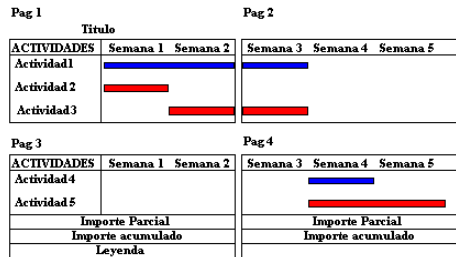 Pag 1
Titulo
ACTIVIDADES Semana 1 Semana 2
Actividad 1
Actividad 2
Actividad 3
Pag 2
Semana 3 Semana 4 Semana 5
Pag 3
ACTIVIDADES Semana 1 Semana 2
Actividad 4
Actividad 5
Importe Parcial
Importe acumulado
Leyenda
Pag 4
Semana 3 Semana 4 Semana 5
Importe Parcial
Importe acumulado